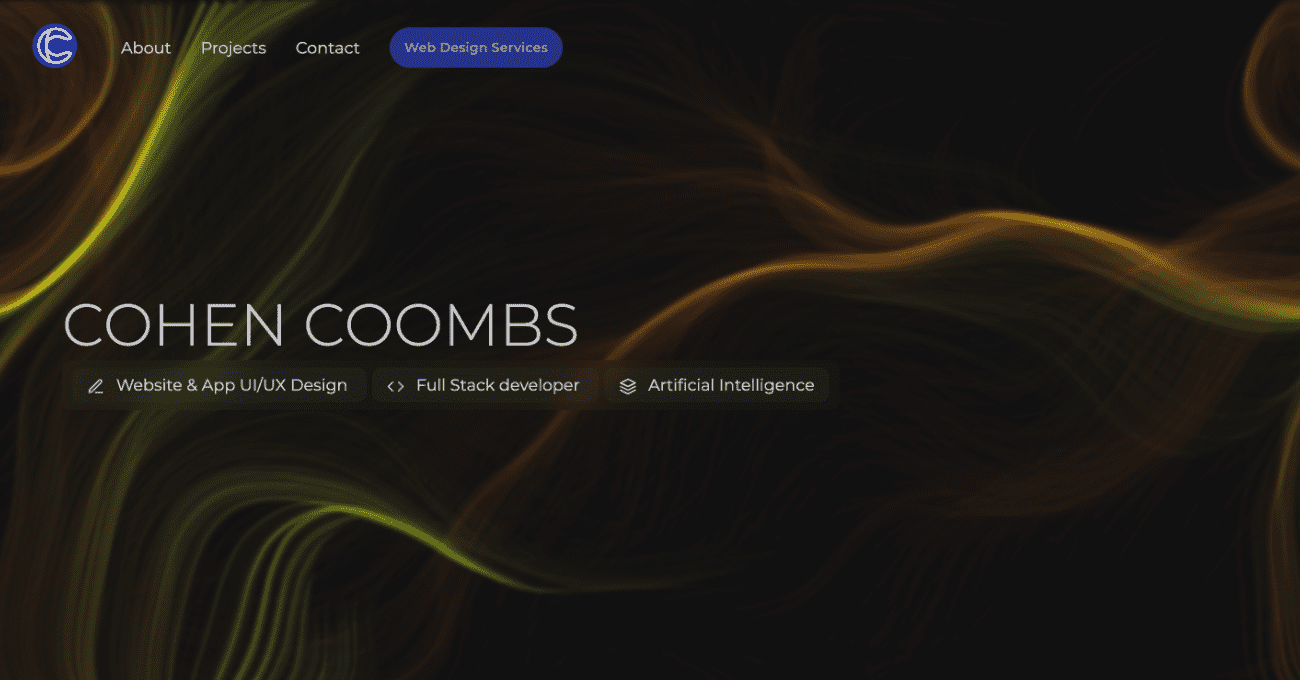 About Projects Contact Web Design Services
COHEN COOMBS
Website & App UI/UX Design Full Stack developer Artificial Intelligence